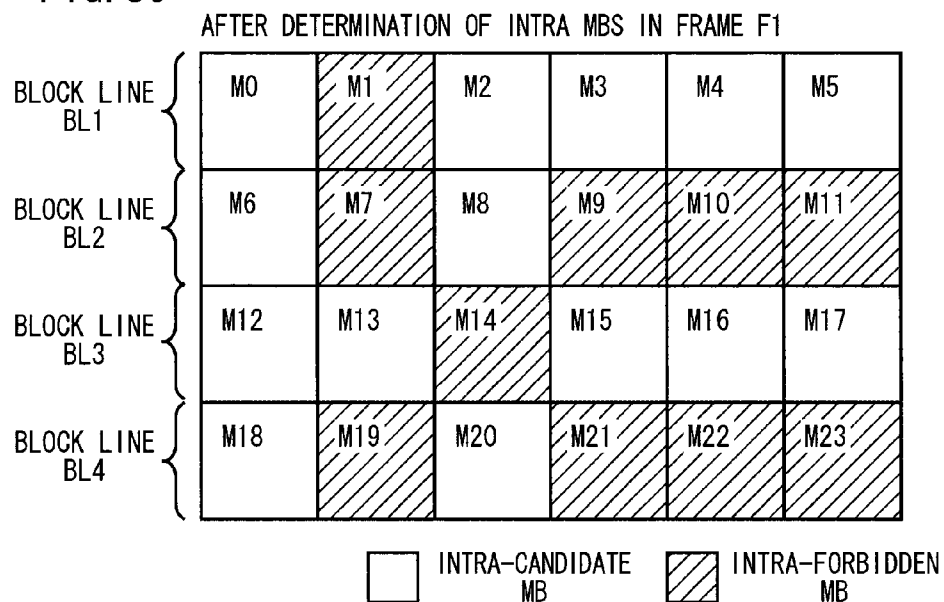 AFTER DETERMINATION OF INTRA MBS IN FRAME F1
BLOCK LINE BL1
M0 M1 M2 M3 M4 M5
BLOCK LINE BL2
M6 M7 M8 M9 M10 M11
BLOCK LINE BL3
M12 M13 M14 M15 M16 M17
BLOCK LINE BL4
M18 M19 M20 M21 M22 M23
INTRA-CANDIDATE MB
INTRA-FORBIDDEN MB